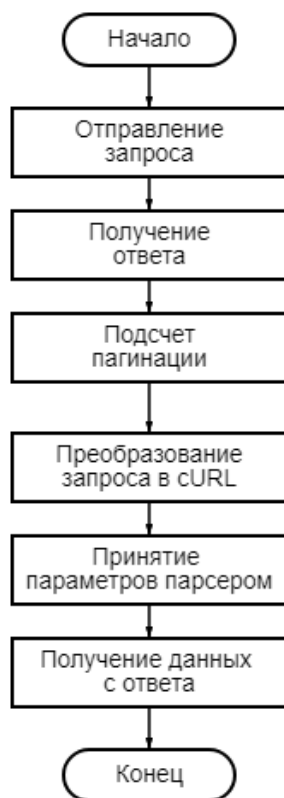 Начало
Отправление
запроса
Получение
ответа
Подсчет
пагинации
Преобразование
запроса в cURL
Принятие
параметров парсером
Получение данных
с ответа
Конец